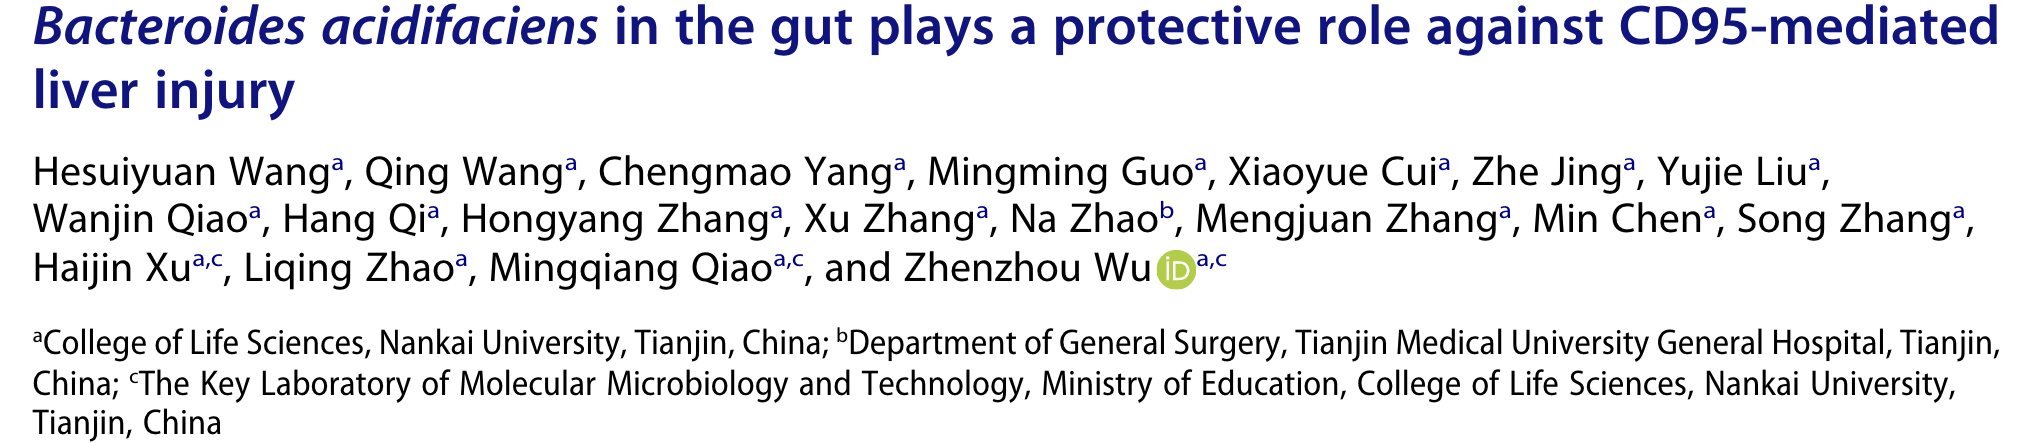 Bacteroides acidifaciens in the gut plays a protective role against CD95-mediated
liver injury
Hesuiyuan Wangᵃ, Qing Wangᵃ, Chengmao Yangᵃ, Mingming Guoᵃ, Xiaoyue Cuiᵃ, Zhe Jingᵃ, Yujie Liuᵃ,
Wanjin Qiaoᵃ, Hang Qiᵃ, Hongyang Zhangᵃ, Xu Zhangᵃ, Na Zhaoᵇ, Mengjuan Zhangᵃ, Min Chenᵃ, Song Zhangᵃ,
Haijin Xuᵃ,ᶜ, Liqing Zhaoᵃ, Mingqiang Qiaoᵃ,ᶜ, and Zhenzhou Wu iD ᵃ,ᶜ
ᵃCollege of Life Sciences, Nankai University, Tianjin, China; ᵇDepartment of General Surgery, Tianjin Medical University General Hospital, Tianjin,
China; ᶜThe Key Laboratory of Molecular Microbiology and Technology, Ministry of Education, College of Life Sciences, Nankai University,
Tianjin, China